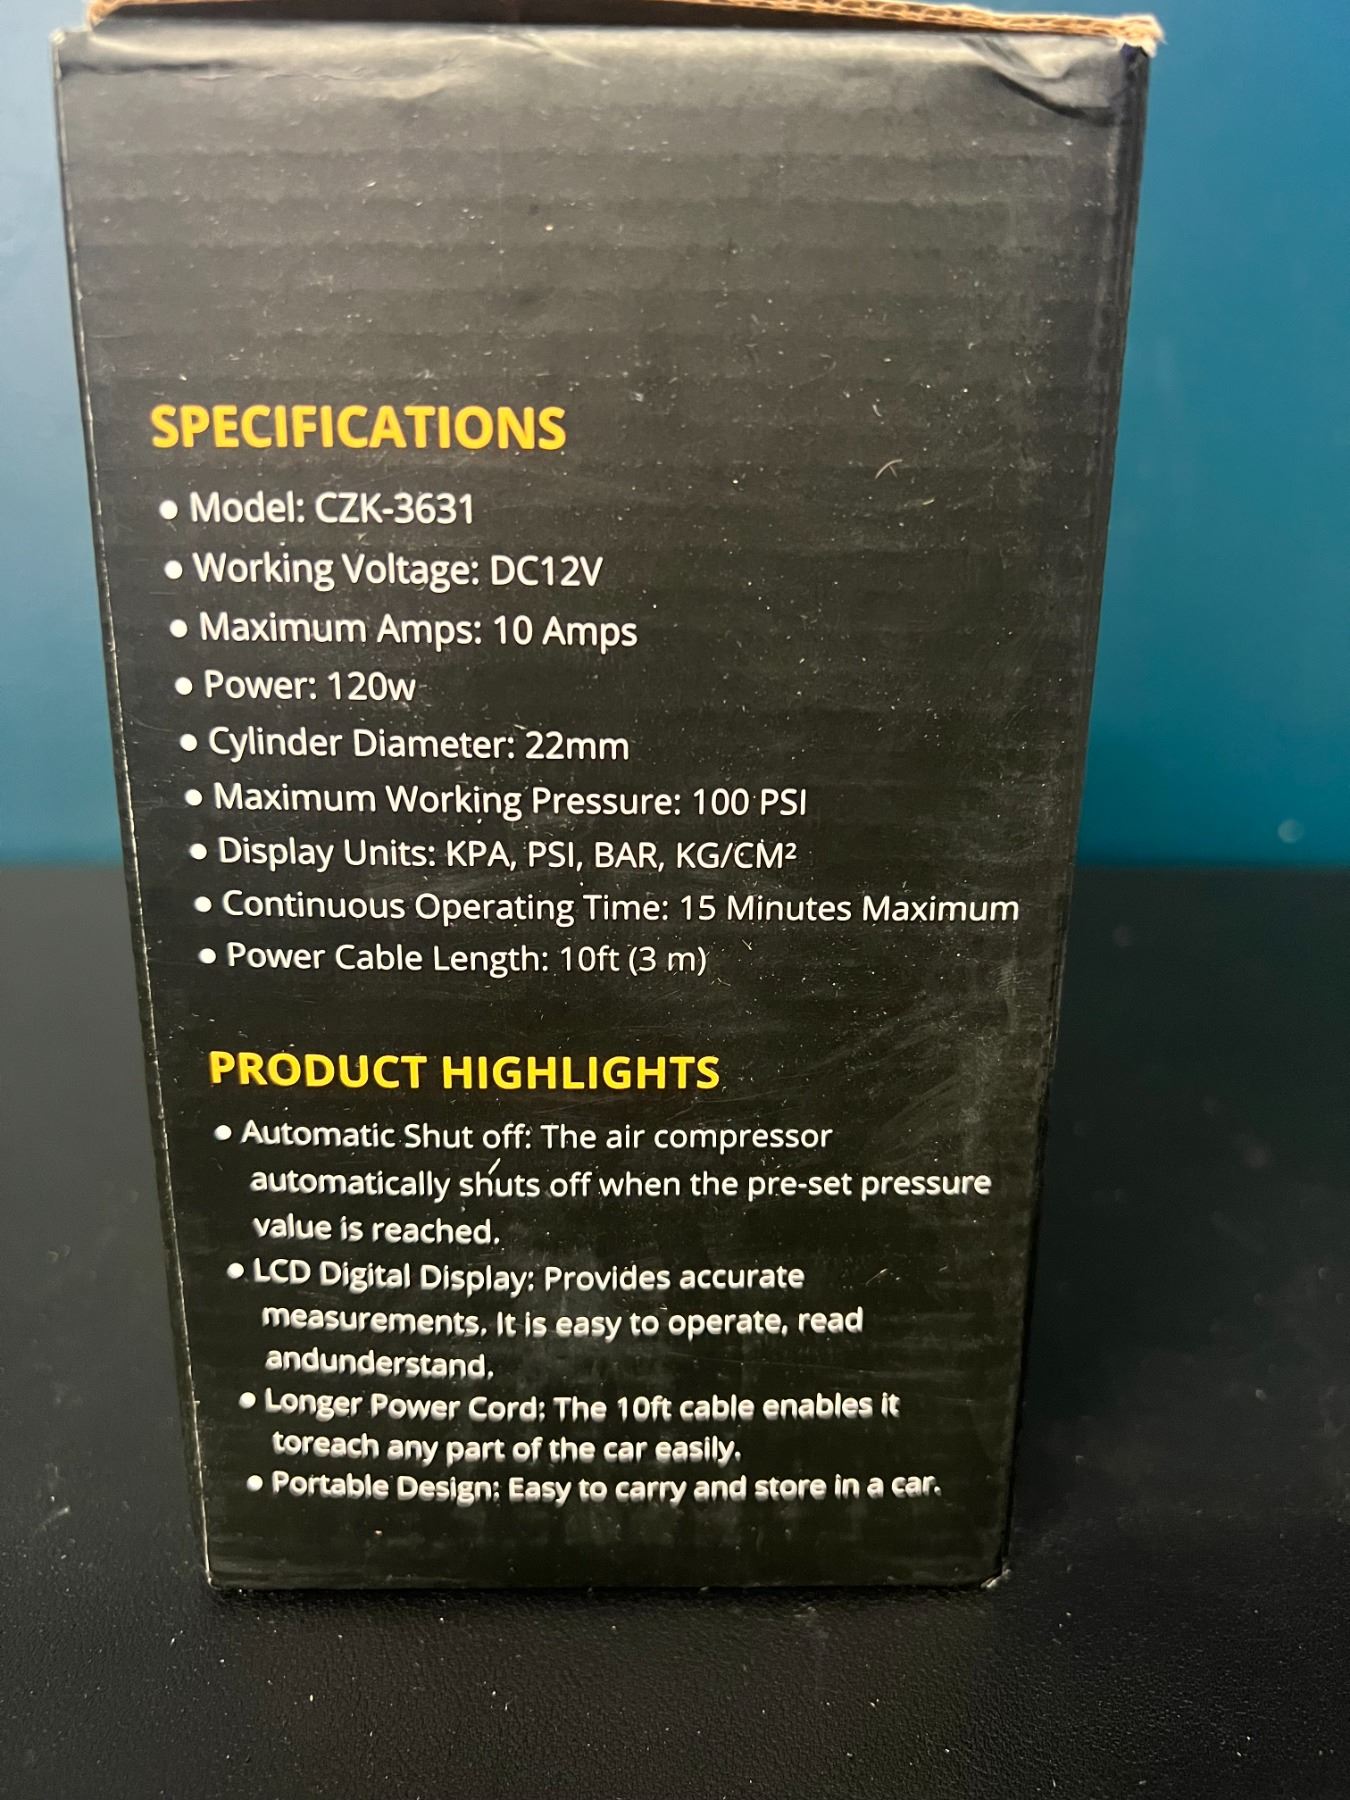 SPECIFICATIONS
• Model: CZK-3631
• Working Voltage: DC12V
• Maximum Amps: 10 Amps
• Power: 120w
• Cylinder Diameter: 22mm
• Maximum Working Pressure: 100 PSI
• Display Units: KPA, PSI, BAR, KG/CM²
• Continuous Operating Time: 15 Minutes Maximum
• Power Cable Length: 10ft (3 m)
PRODUCT HIGHLIGHTS
• Automatic Shut off: The air compressor
automatically shuts off when the pre-set pressure
value is reached.
• LCD Digital Display: Provides accurate
measurements. It is easy to operate, read
andunderstand.
• Longer Power Cord: The 10ft cable enables it
toreach any part of the car easily.
• Portable Design: Easy to carry and store in a car.